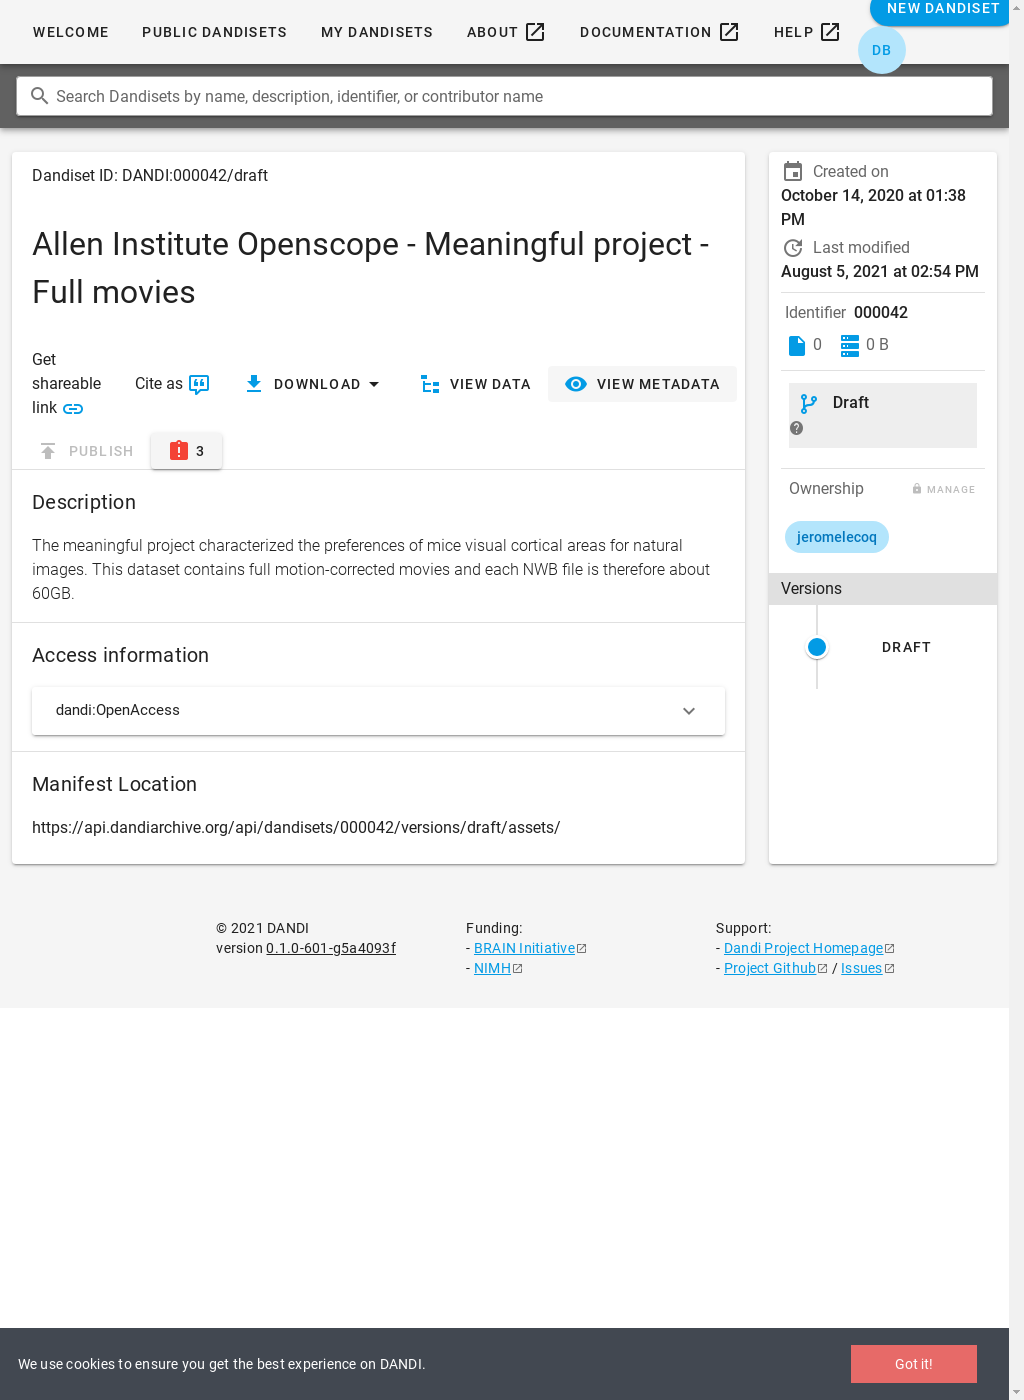 WELCOME
PUBLIC DANDISETS
MY DANDISETS
ABOUT
DOCUMENTATION
HELP
NEW DANDISET
DB
Search Dandisets by name, description, identifier, or contributor name
Dandiset ID: DANDI:000042/draft
Allen Institute Openscope - Meaningful project -
Full movies
Get
shareable
link
Cite as
DOWNLOAD
VIEW DATA
VIEW METADATA
PUBLISH
3
Description
The meaningful project characterized the preferences of mice visual cortical areas for natural
images. This dataset contains full motion-corrected movies and each NWB file is therefore about
60GB.
Access information
dandi:OpenAccess
Manifest Location
https://api.dandiarchive.org/api/dandisets/000042/versions/draft/assets/
Created on
October 14, 2020 at 01:38
PM
Last modified
August 5, 2021 at 02:54 PM
Identifier 000042
0
0 B
Draft
Ownership
MANAGE
jeromelecoq
Versions
DRAFT
© 2021 DANDI
version 0.1.0-601-g5a4093f
Funding:
- BRAIN Initiative
- NIMH
Support:
- Dandi Project Homepage
- Project Github / Issues
We use cookies to ensure you get the best experience on DANDI.
Got it!